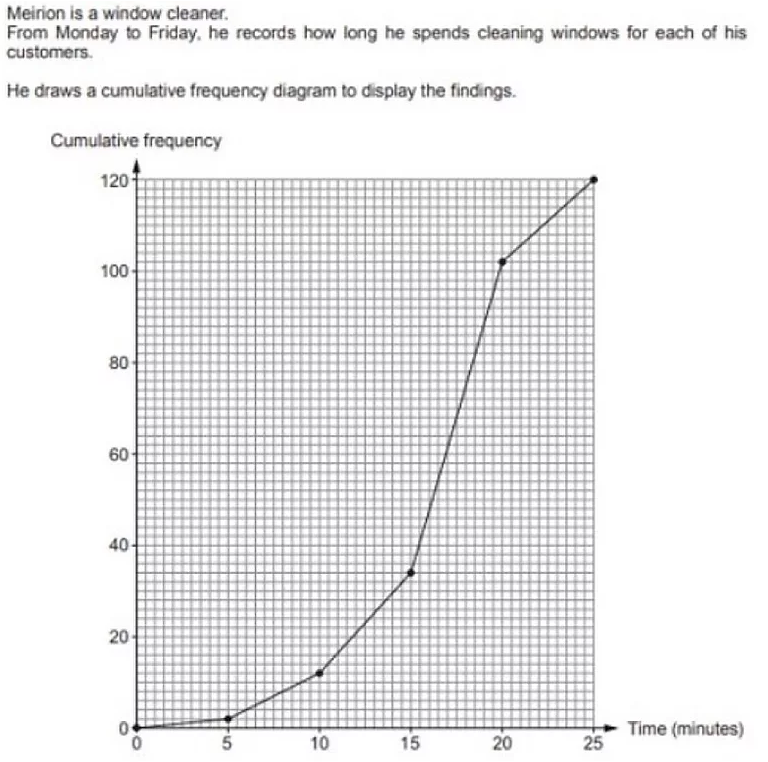 Meirion is a window cleaner.
From Monday to Friday, he records how long he spends cleaning windows for each of his
customers.
He draws a cumulative frequency diagram to display the findings.
Cumulative frequency
120
100
80
60
40
20
0
0 5 10 15 20 25 Time (minutes)